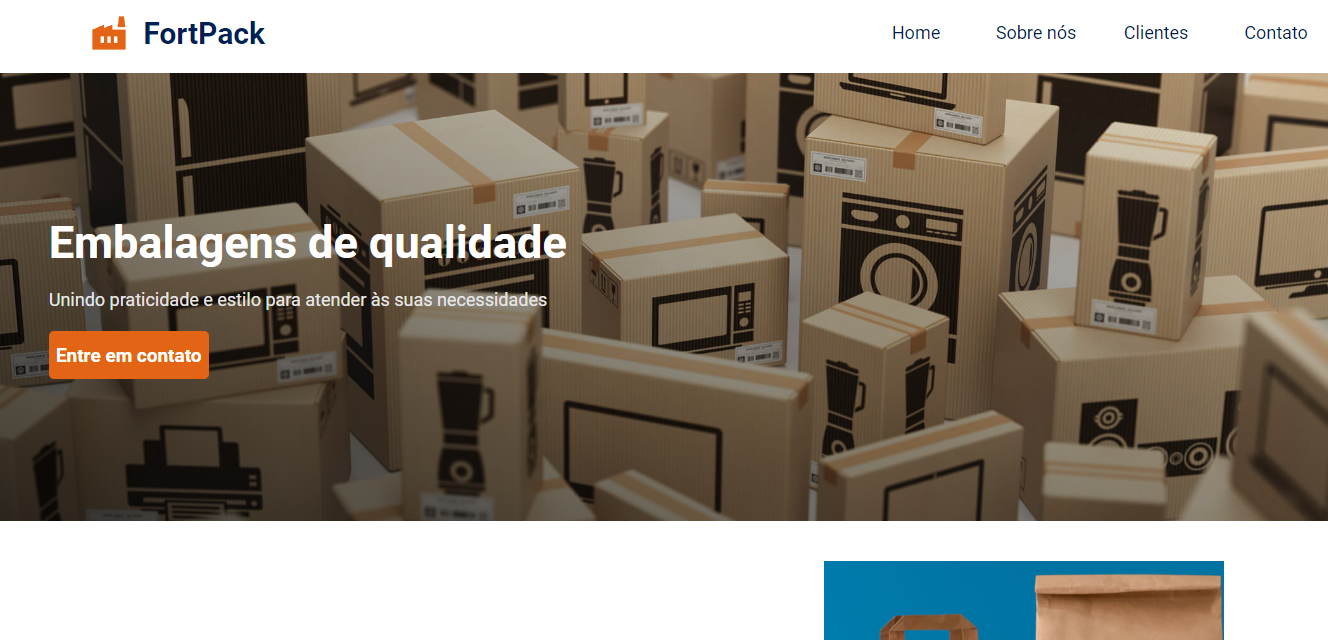 FortPack
Home
Sobre nós
Clientes
Contato
Embalagens de qualidade
Unindo praticidade e estilo para atender às suas necessidades
Entre em contato